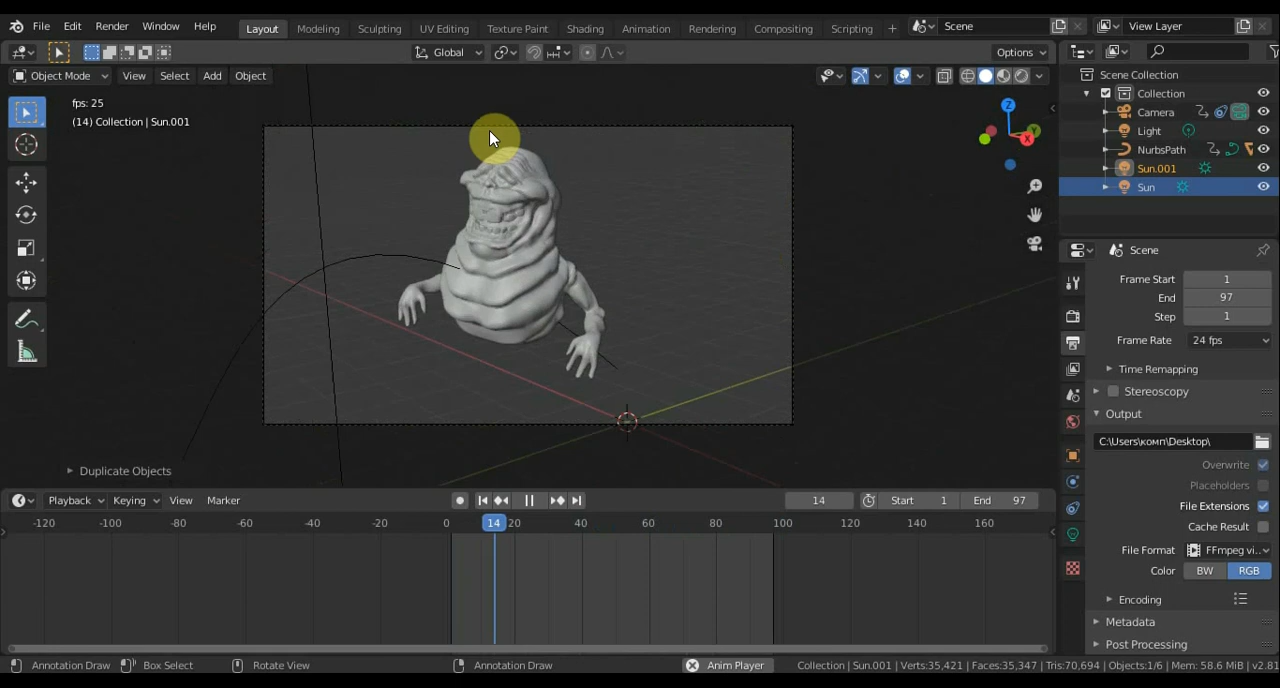 File Edit Render Window Help Layout Modeling Sculpting UV Editing Texture Paint Shading Animation Rendering Compositing Scripting + Scene View Layer
Global Options
Object Mode View Select Add Object
Scene Collection
Collection
Camera
Light
NurbsPath
Sun.001
Sun
fps: 25
(14) Collection | Sun.001
Z
Y
X
Scene
Frame Start 1
End 97
Step 1
Frame Rate 24 fps
Time Remapping
Stereoscopy
Output
C:\Users\комп\Desktop\
Overwrite
Placeholders
File Extensions
Cache Result
File Format FFmpeg vi..
Color BW RGB
Encoding
Metadata
Post Processing
Duplicate Objects
Playback Keying View Marker 14 Start 1 End 97
-120 -100 -80 -60 -40 -20 0 14 20 40 60 80 100 120 140 160
Annotation Draw Box Select Rotate View Annotation Draw Anim Player Collection | Sun.001 | Verts:35,421 | Faces:35,347 | Tris:70,694 | Objects:1/6 | Mem: 58.6 MiB | v2.81